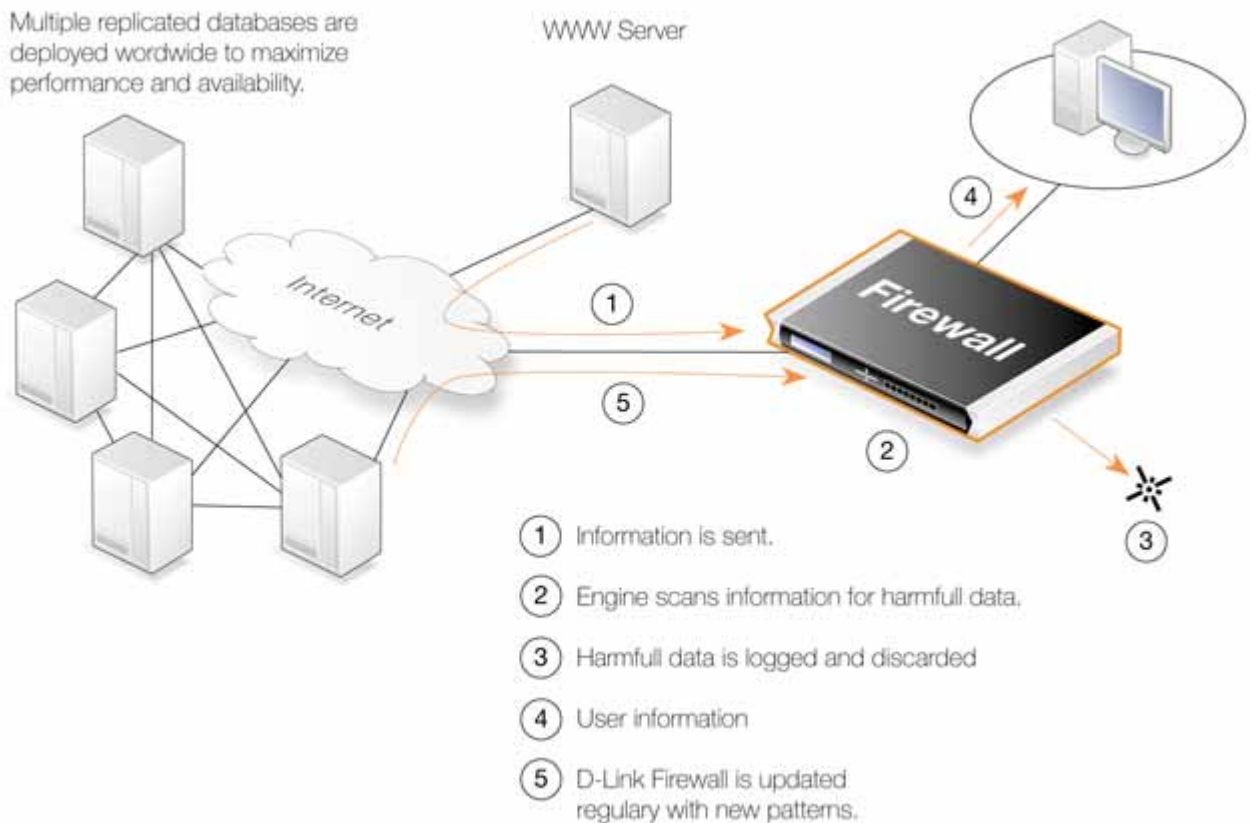 Multiple replicated databases are
deployed wordwide to maximize
performance and availability.
WWW Server
Internet
Firewall
4
1
5
2
3
1 Information is sent.
2 Engine scans information for harmfull data.
3 Harmfull data is logged and discarded
4 User information
5 D-Link Firewall is updated
regulary with new patterns.